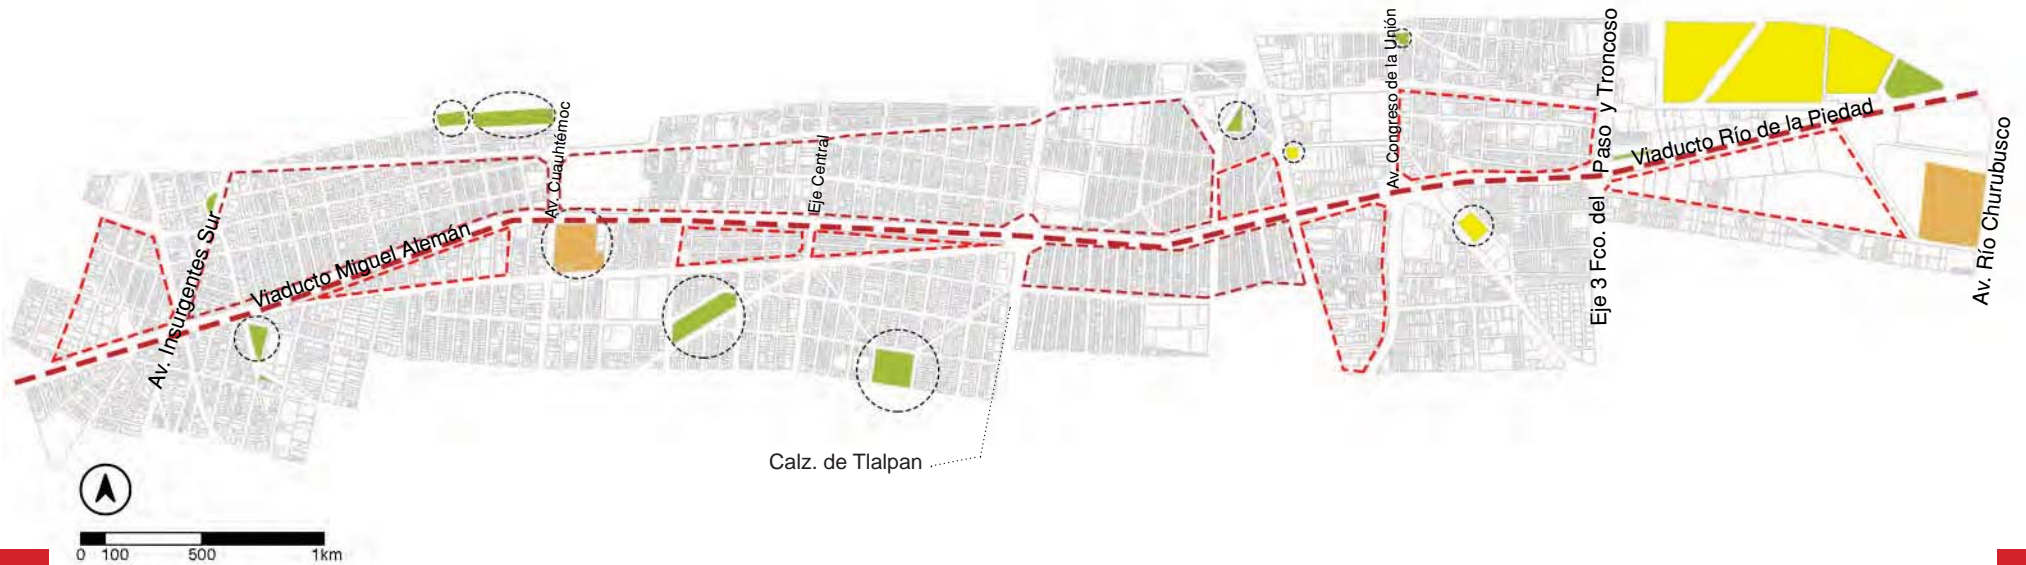 Av. Insurgentes Sur
Viaducto Miguel Alemán
Av. Cuauhtémoc
Eje Central
Calz. de Tlalpan
Av. Congreso de la Unión
Eje 3 Fco. del Paso y Troncoso
Viaducto Río de la Piedad
Av. Río Churubusco
0 100 500 1km